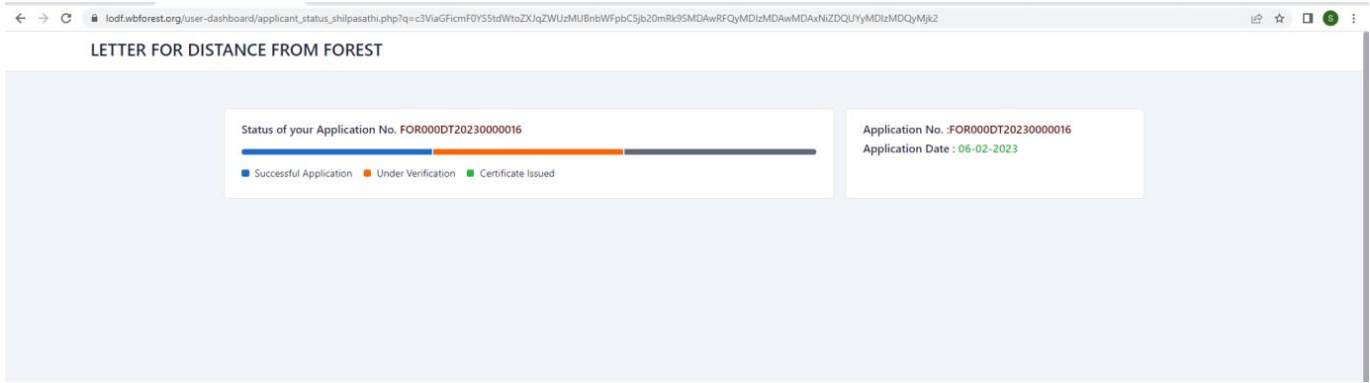 lodf.wbforest.org/user-dashboard/applicant_status_shilpasathi.php?q=c3ViaGFicmF0YS5tdWtoZXJqZWUzMUBnbWFpbC5jb20mRk9SMDAwRFQyMDIzMDAwMDAxNiZDQUYyMDIzMDQyMjk2
S
LETTER FOR DISTANCE FROM FOREST
Status of your Application No. FOR000DT20230000016
Successful Application Under Verification Certificate Issued
Application No. :FOR000DT20230000016
Application Date : 06-02-2023